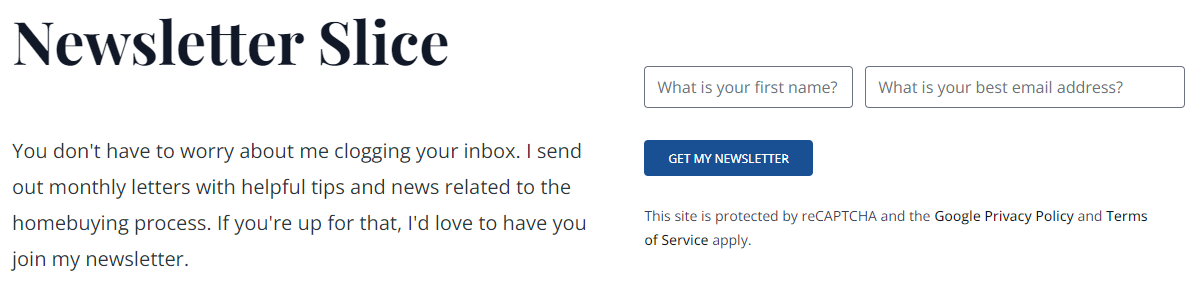 Newsletter Slice
You don't have to worry about me clogging your inbox. I send
out monthly letters with helpful tips and news related to the
homebuying process. If you're up for that, I'd love to have you
join my newsletter.
What is your first name?
What is your best email address?
GET MY NEWSLETTER
This site is protected by reCAPTCHA and the Google Privacy Policy and Terms
of Service apply.